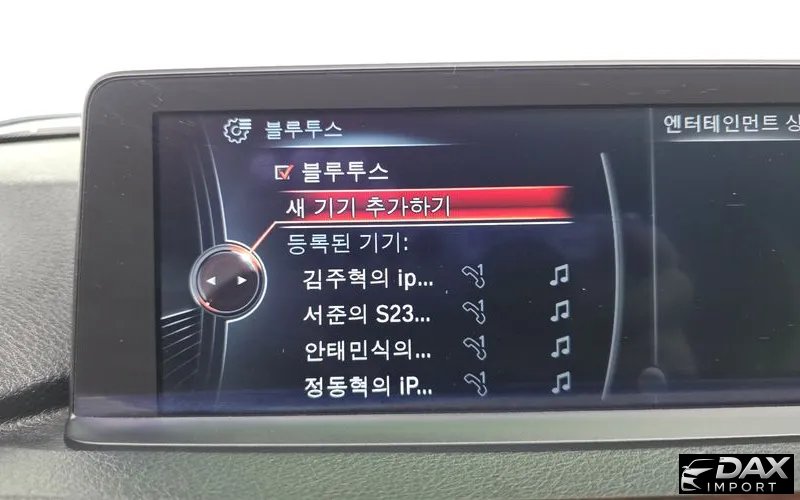 블루투스
엔터테인먼트 상
블루투스
새 기기 추가하기
등록된 기기:
김주혁의 ip...
서준의 S23...
안태민식의...
정동혁의 iP...
DAX
IMPORT